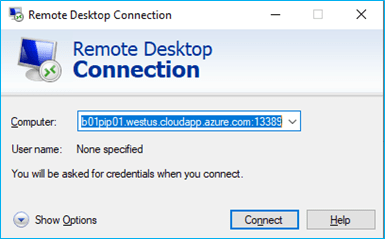 Remote Desktop Connection
Remote Desktop
Connection
Computer: b01pip01.westus.cloudapp.azure.com:13389
User name: None specified
You will be asked for credentials when you connect.
Show Options Connect Help